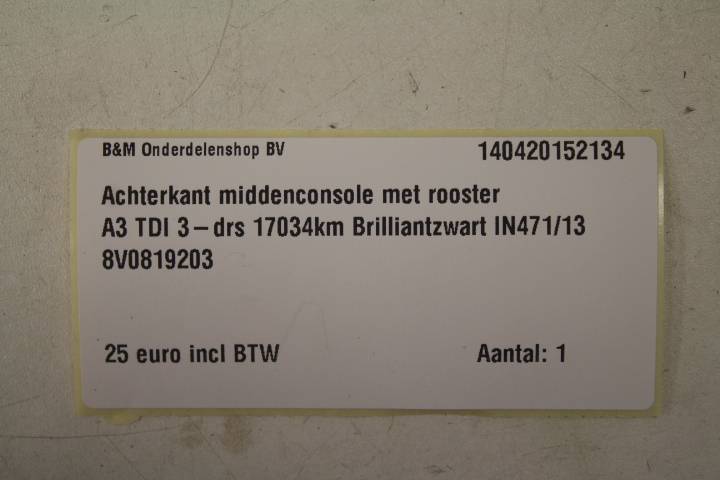 B&M Onderdelenshop BV 140420152134
Achterkant middenconsole met rooster
A3 TDI 3-drs 17034km Brilliantzwart IN471/13
8V0819203
25 euro incl BTW Aantal: 1